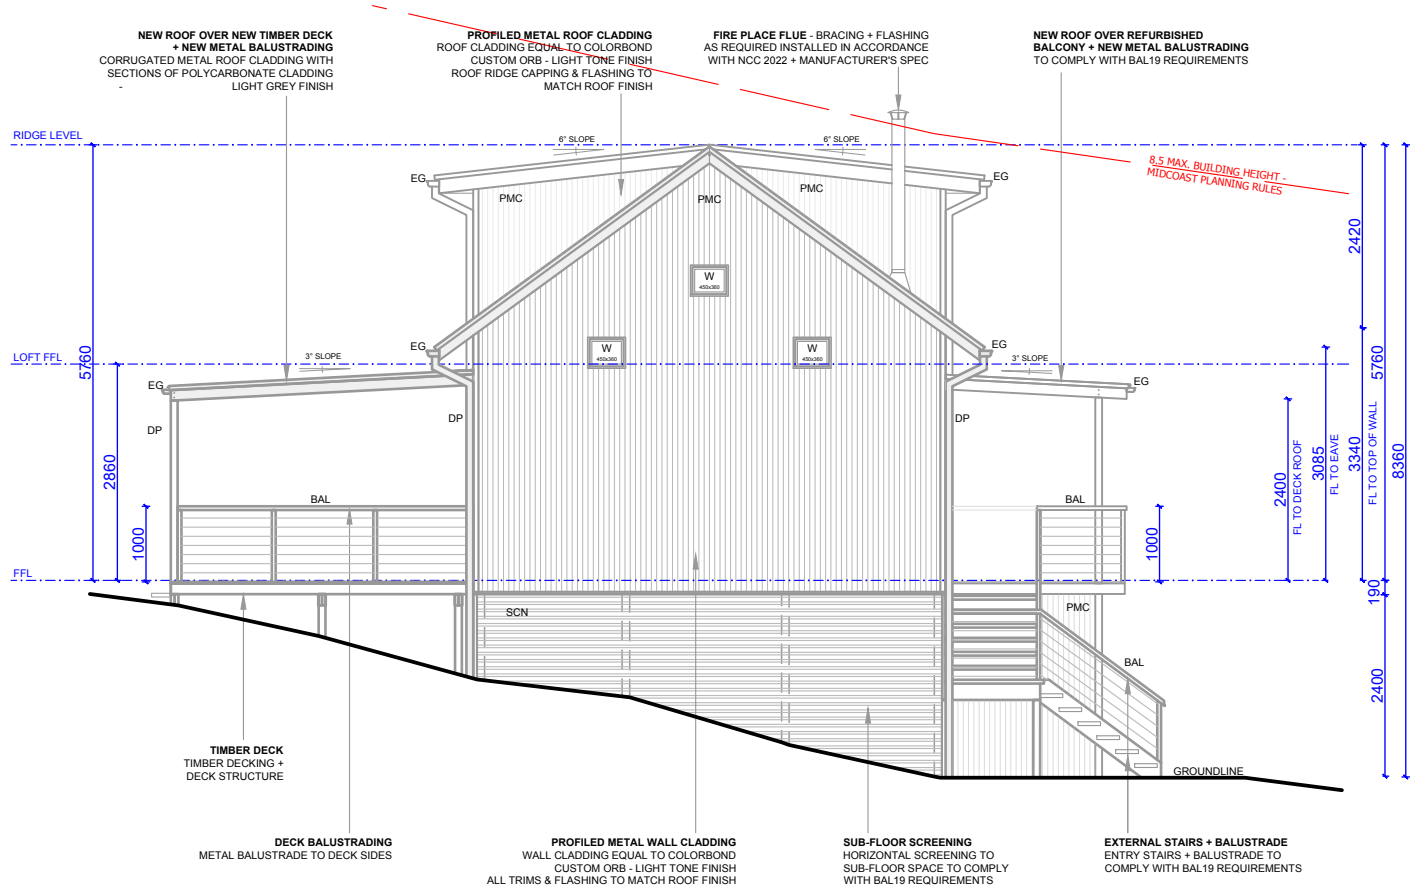 NEW ROOF OVER NEW TIMBER DECK
+ NEW METAL BALUSTRADING
CORRUGATED METAL ROOF CLADDING WITH
SECTIONS OF POLYCARBONATE CLADDING
- LIGHT GREY FINISH
PROFILED METAL ROOF CLADDING
ROOF CLADDING EQUAL TO COLORBOND
CUSTOM ORB - LIGHT TONE FINISH
ROOF RIDGE CAPPING & FLASHING TO
MATCH ROOF FINISH
FIRE PLACE FLUE - BRACING + FLASHING
AS REQUIRED INSTALLED IN ACCORDANCE
WITH NCC 2022 + MANUFACTURER'S SPEC
NEW ROOF OVER REFURBISHED
BALCONY + NEW METAL BALUSTRADING
TO COMPLY WITH BAL19 REQUIREMENTS
RIDGE LEVEL
6° SLOPE
6° SLOPE
8.5 MAX. BUILDING HEIGHT -
MIDCOAST PLANNING RULES
EG
PMC
PMC
PMC
EG
2420
W
450x360
W
450x360
W
450x360
EG
EG
LOFT FFL
3° SLOPE
3° SLOPE
5760
5760
EG
EG
DP
DP
DP
2860
2400
FL TO DECK ROOF
3085
FL TO EAVE
3340
FL TO TOP OF WALL
8360
BAL
BAL
1000
1000
FFL
190
SCN
PMC
BAL
2400
TIMBER DECK
TIMBER DECKING +
DECK STRUCTURE
GROUNDLINE
DECK BALUSTRADING
METAL BALUSTRADE TO DECK SIDES
PROFILED METAL WALL CLADDING
WALL CLADDING EQUAL TO COLORBOND
CUSTOM ORB - LIGHT TONE FINISH
ALL TRIMS & FLASHING TO MATCH ROOF FINISH
SUB-FLOOR SCREENING
HORIZONTAL SCREENING TO
SUB-FLOOR SPACE TO COMPLY
WITH BAL19 REQUIREMENTS
EXTERNAL STAIRS + BALUSTRADE
ENTRY STAIRS + BALUSTRADE TO
COMPLY WITH BAL19 REQUIREMENTS